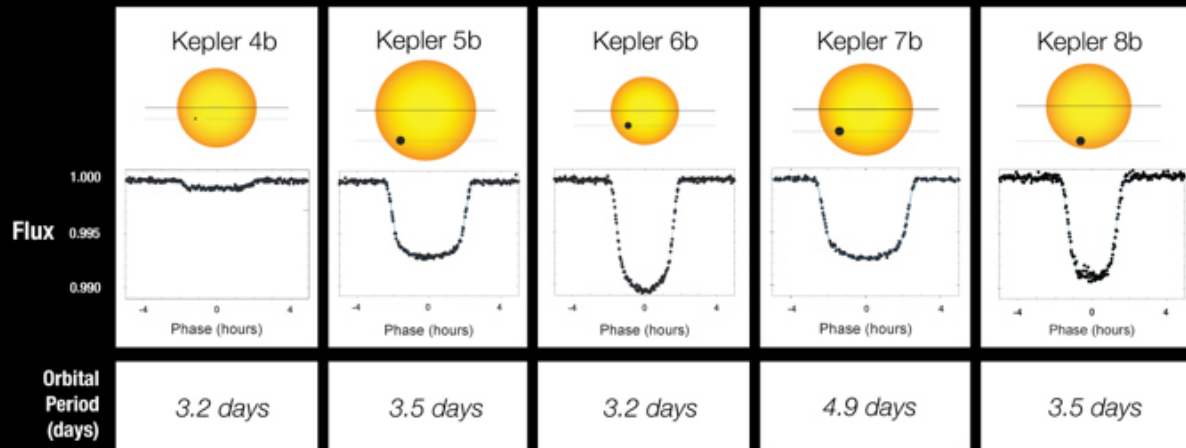 Kepler 4b
Kepler 5b
Kepler 6b
Kepler 7b
Kepler 8b
Flux
1.000
0.995
0.990
-4 0 4
Phase (hours)
-4 0 4
Phase (hours)
-4 0 4
Phase (hours)
-4 0 4
Phase (hours)
-4 0 4
Phase (hours)
Orbital
Period
(days)
3.2 days
3.5 days
3.2 days
4.9 days
3.5 days